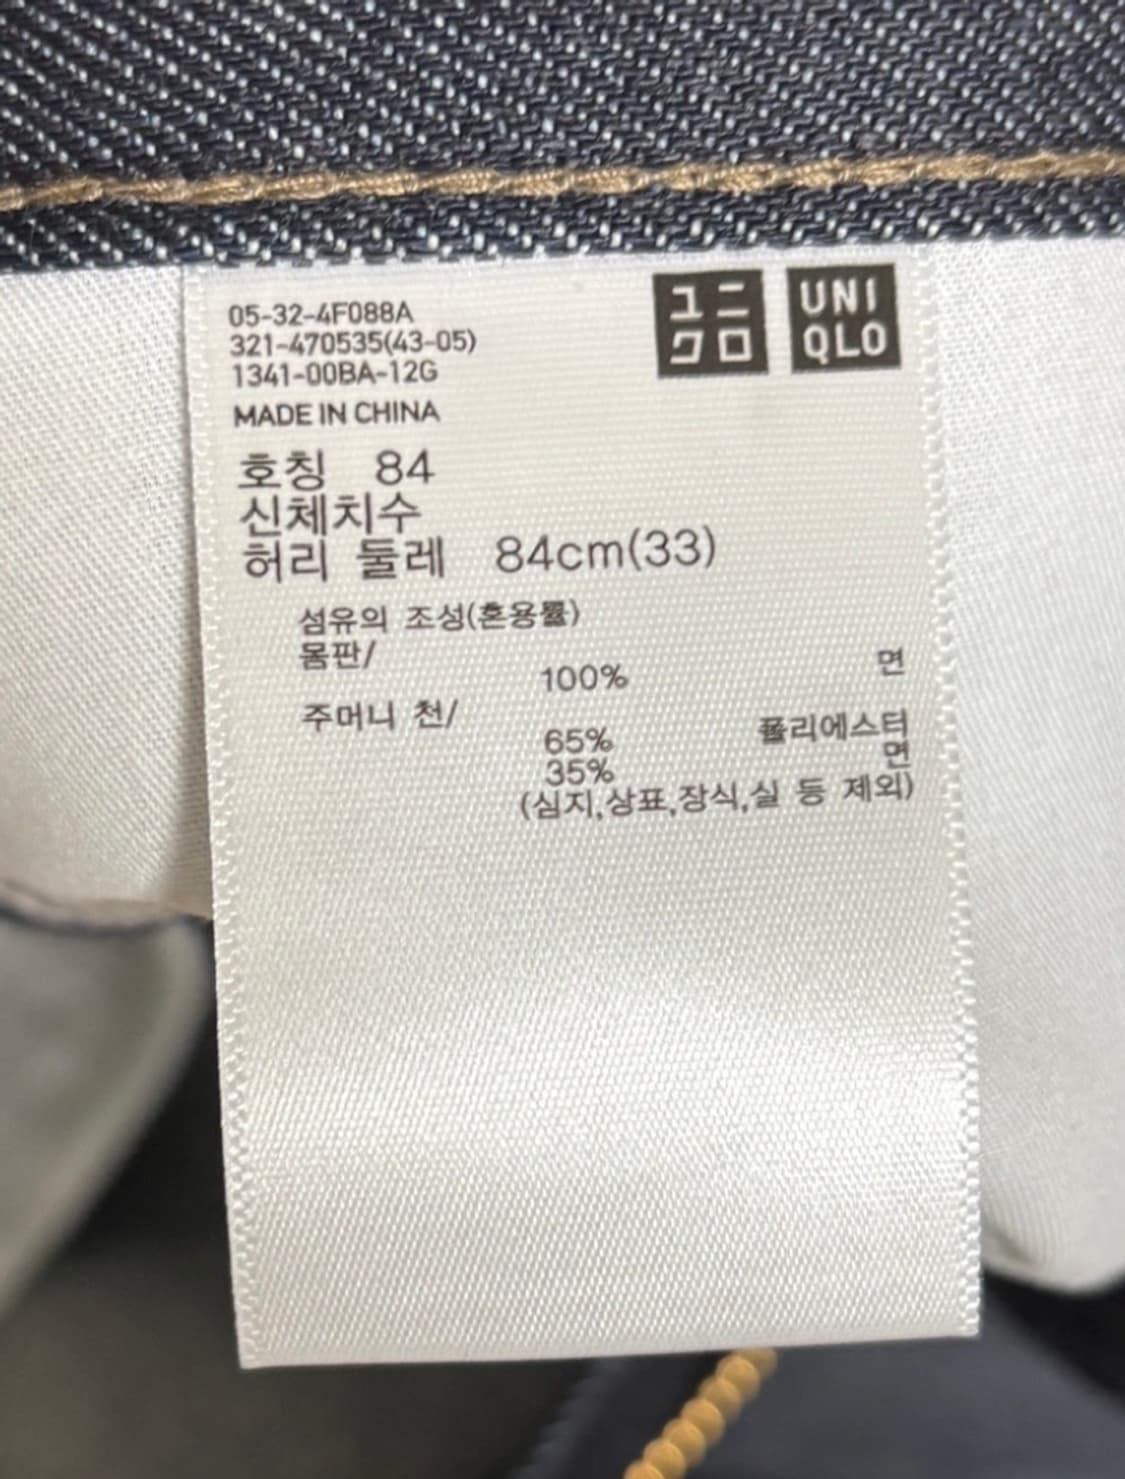 ユニ
クロ
UNI
QLO
05-32-4F088A
321-470535(43-05)
1341-00BA-12G
MADE IN CHINA
호칭 84
신체치수
허리 둘레 84cm(33)
섬유의 조성(혼용률)
몸판/
100% 면
주머니 천/
65% 폴리에스터
35% 면
(심지,상표,장식,실 등 제외)